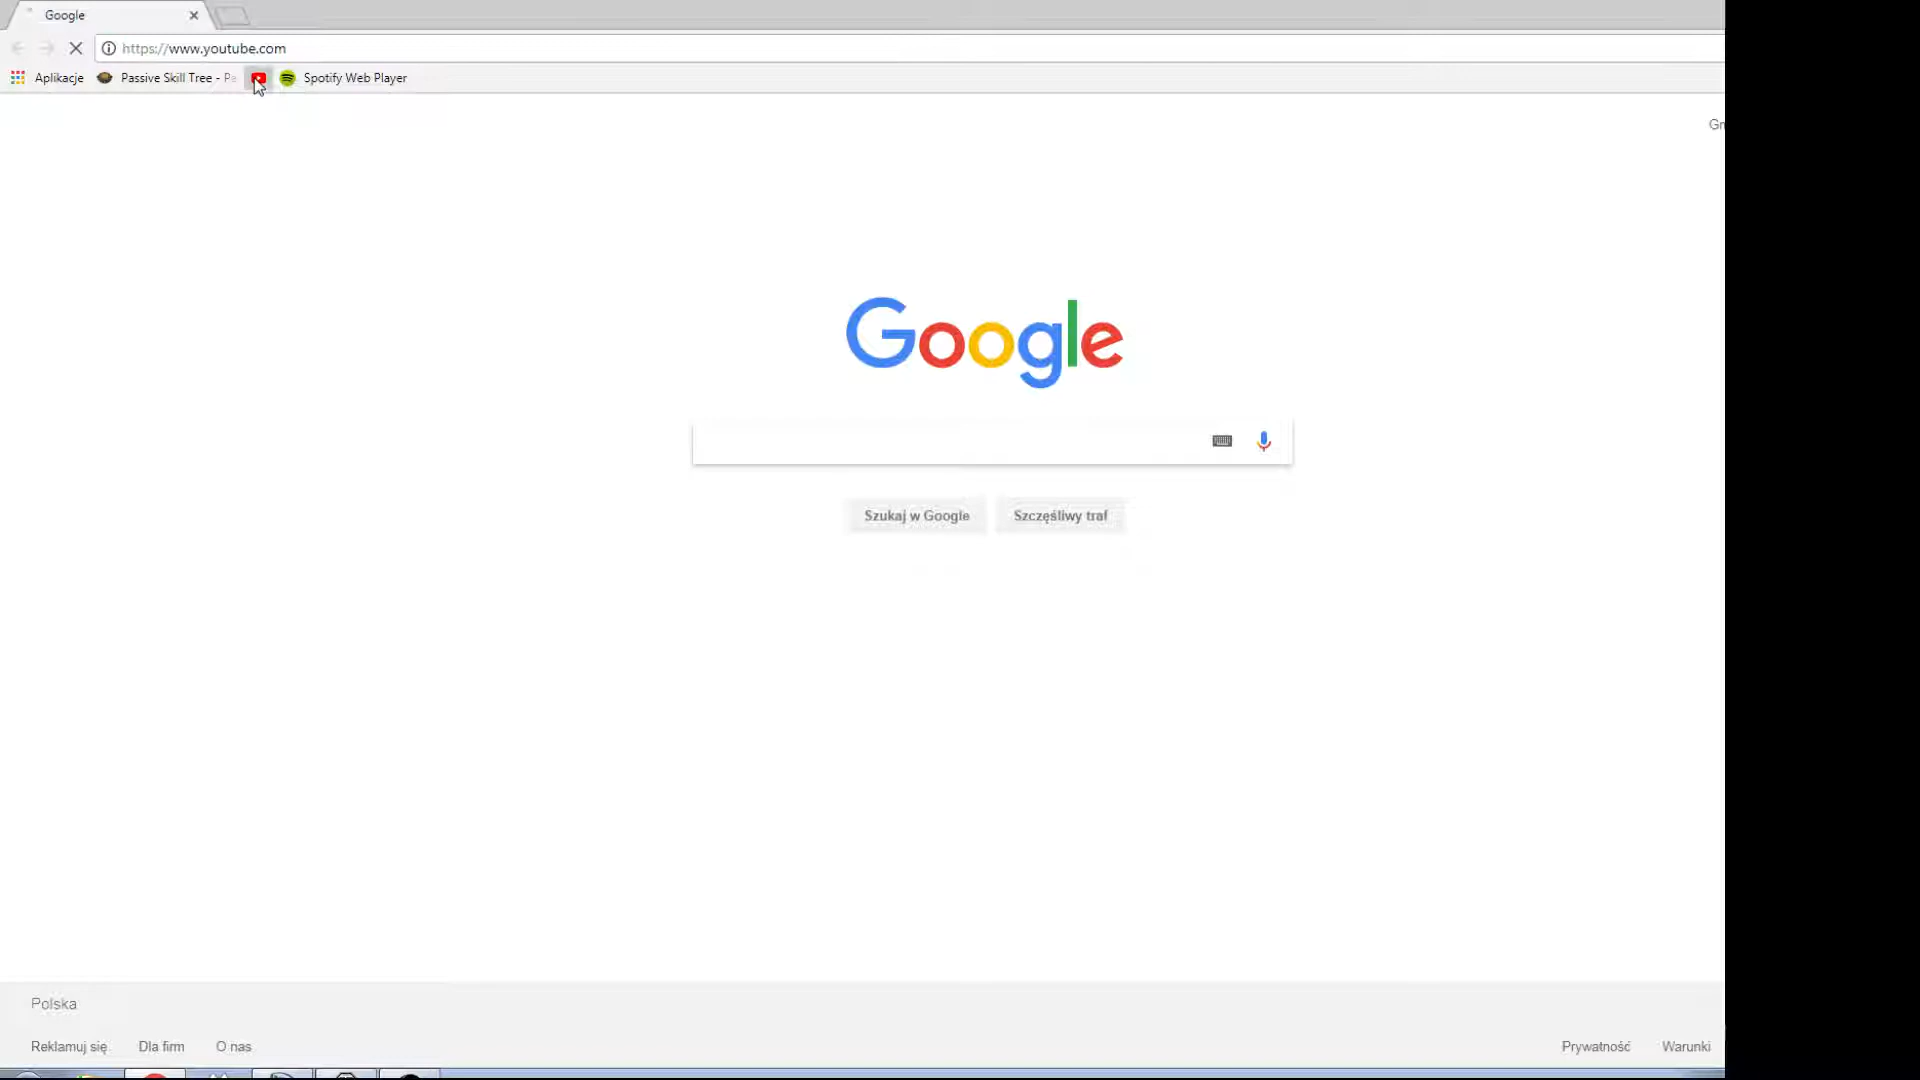 Google
https://www.youtube.com
Aplikacje Passive Skill Tree - Spotify Web Player
Google
Szukaj w Google Szczęśliwy traf
Polska
Reklamuj się Dla firm O nas Prywatność Warunki